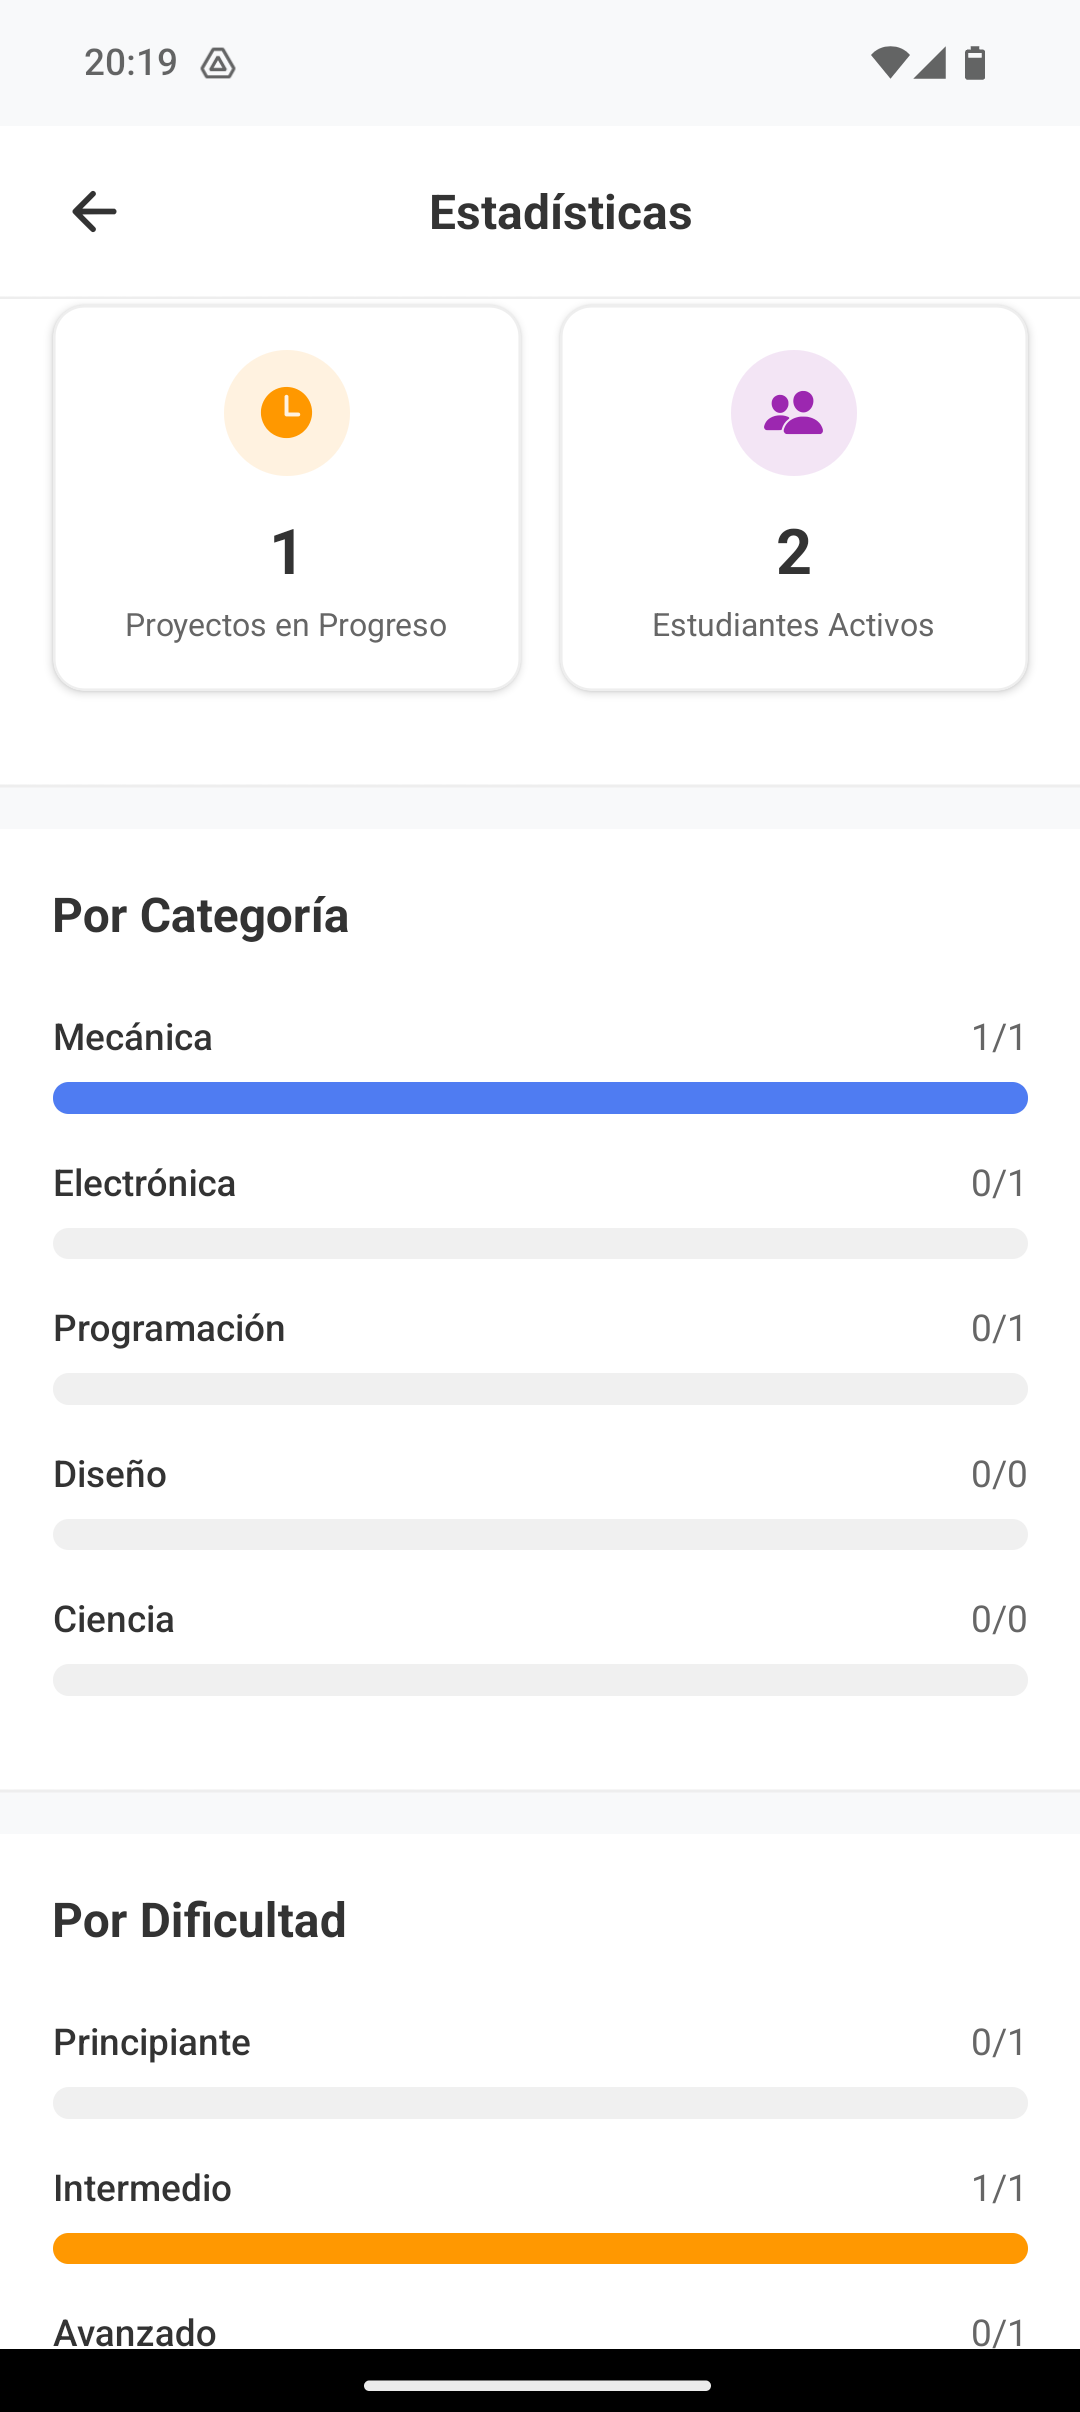 20:19
Estadísticas
1
Proyectos en Progreso
2
Estudiantes Activos
Por Categoría
Mecánica 1/1
Electrónica 0/1
Programación 0/1
Diseño 0/0
Ciencia 0/0
Por Dificultad
Principiante 0/1
Intermedio 1/1
Avanzado 0/1